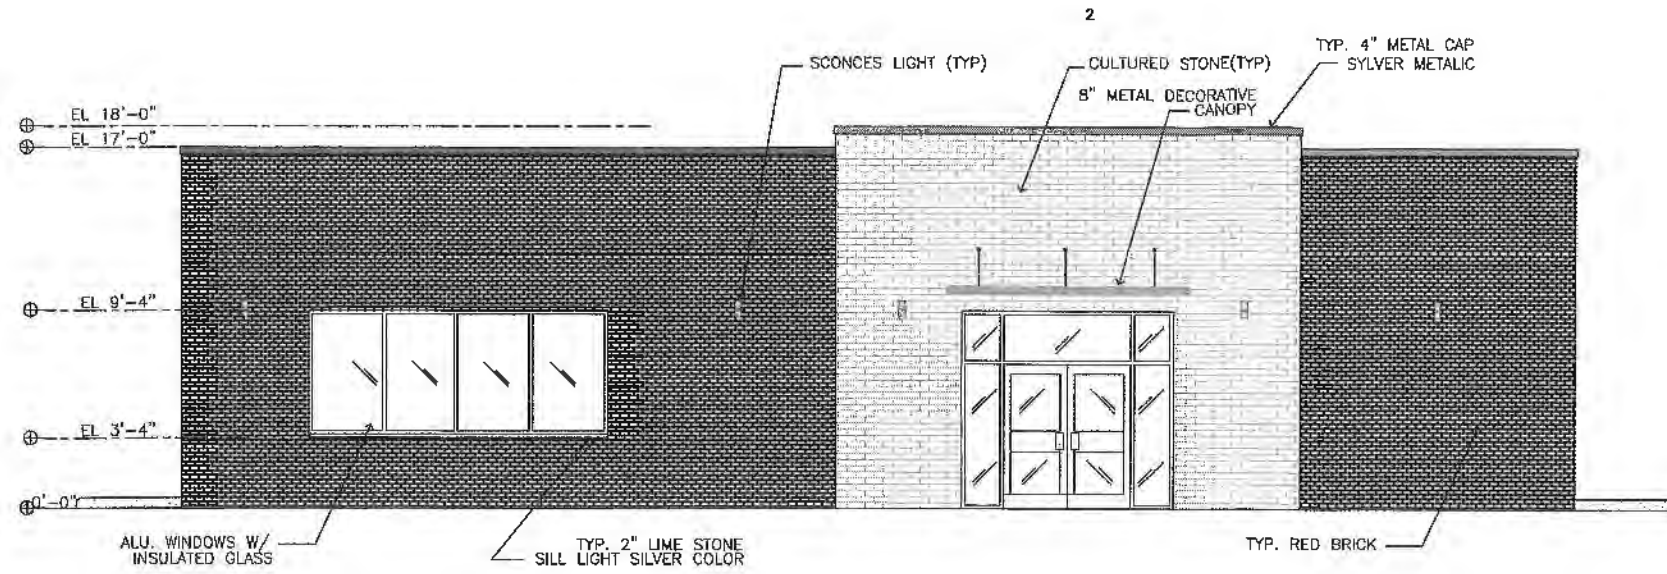 2
TYP. 4" METAL CAP
SYLVER METALIC
SCONCES LIGHT (TYP)
CULTURED STONE(TYP)
8" METAL DECORATIVE
CANOPY
EL 18'-0"
EL 17'-0"
EL 9'-4"
EL 3'-4"
0'-0"
ALU. WINDOWS W/
INSULATED GLASS
TYP. 2" LIME STONE
SILL LIGHT SILVER COLOR
TYP. RED BRICK